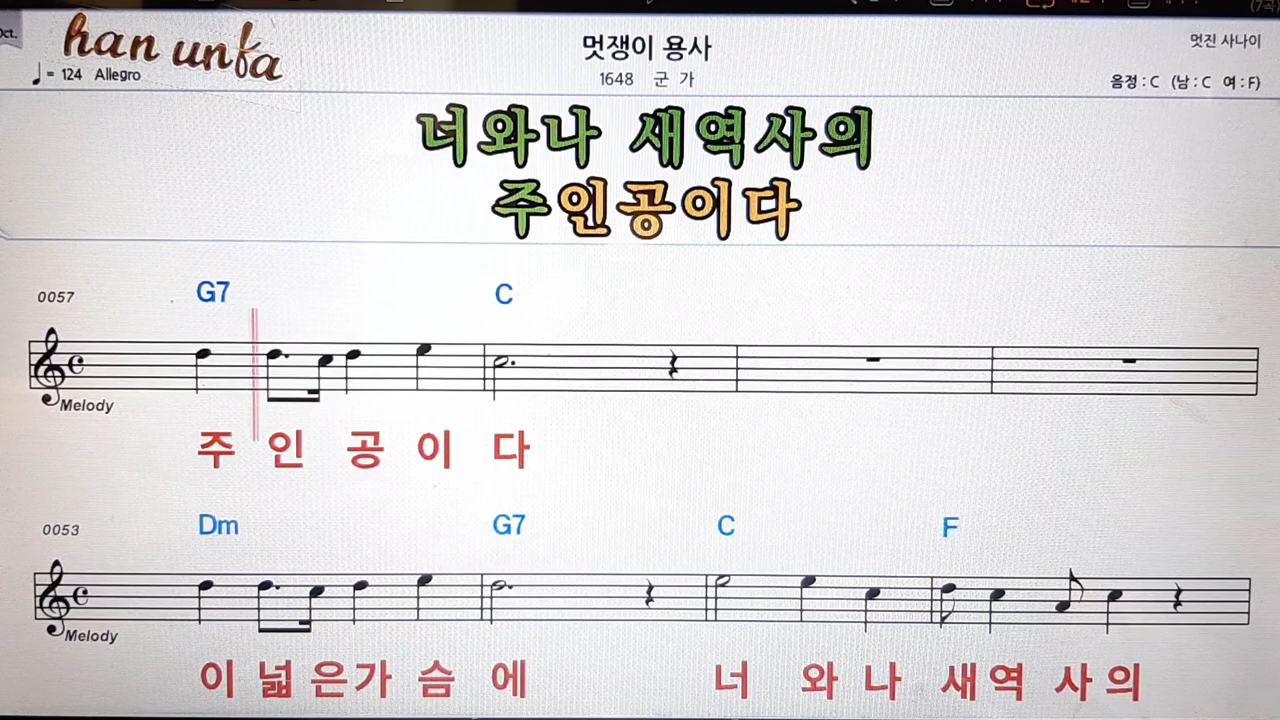 Oct.
han unfa
멋쟁이 용사
멋진 사나이
= 124 Allegro
1648 군 가
음정 : C (남 : C 여 : F)
너와나 새역사의
주인공이다
0057
G7 C
Melody
주 인 공 이 다
0053
Dm G7 C F
Melody
이 넓 은 가 슴 에 너 와 나 새 역 사 의